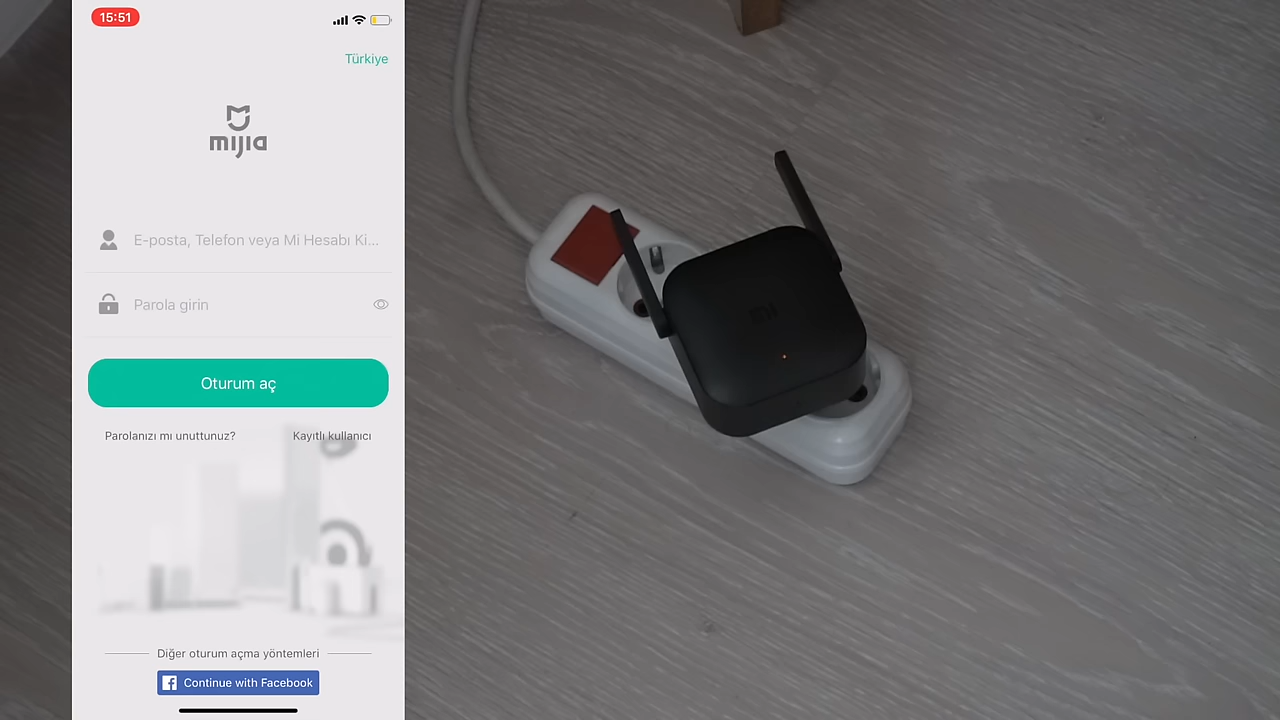 15:51
Türkiye
mijia
E-posta, Telefon veya Mi Hesabı Ki...
Parola girin
Oturum aç
Parolanızı mı unuttunuz?
Kayıtlı kullanıcı
Diğer oturum açma yöntemleri
Continue with Facebook
MI